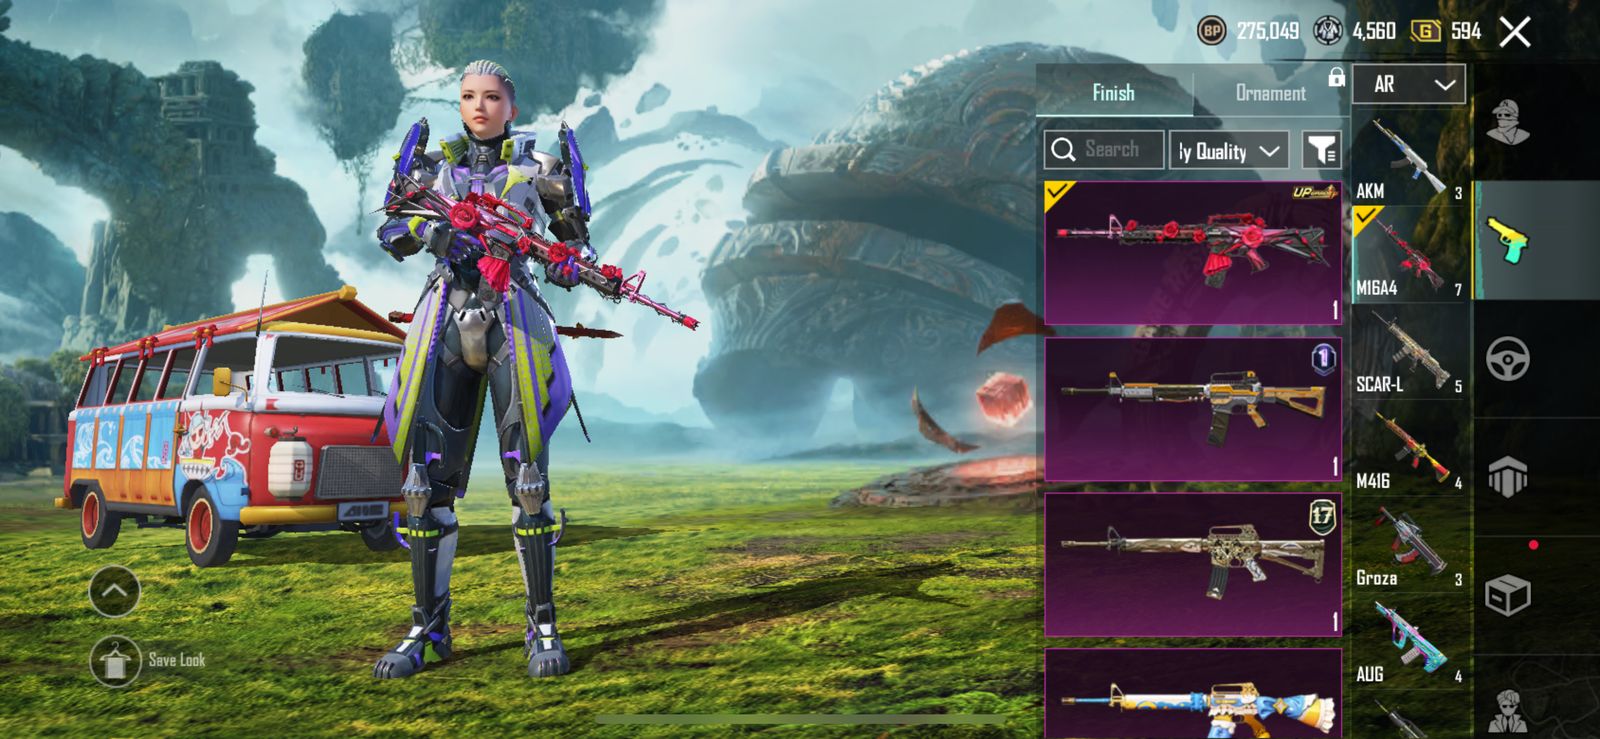 BP 275,049 4,560 G 594
Finish
Ornament
AR
Search
ly Quality
UP
1
AKM 3
M16A4 7
1
1
SCAR-L 5
M416 4
17
1
Groza 3
AUG 4
Save Look